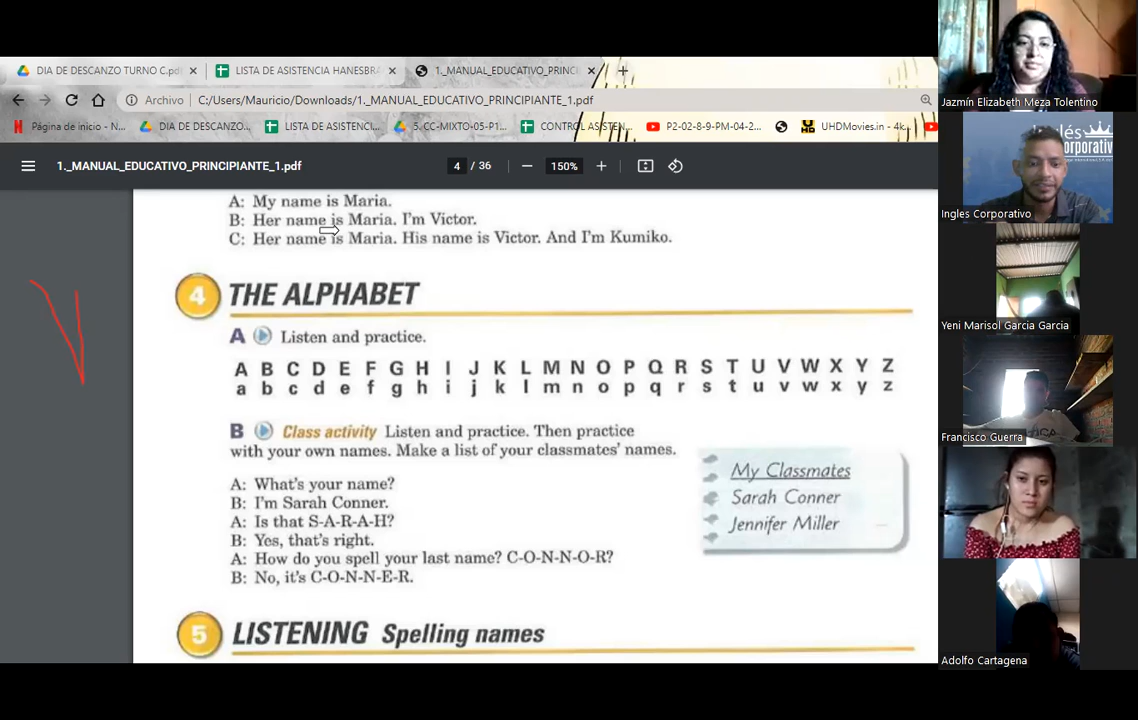 DIA DE DESCANZO TURNO C.pd
LISTA DE ASISTENCIA HANESBRA
1._MANUAL_EDUCATIVO_PRINCI
Archivo C:/Users/Mauricio/Downloads/1._MANUAL_EDUCATIVO_PRINCIPIANTE_1.pdf
Página de inicio - N...
DIA DE DESCANZO...
LISTA DE ASISTENCI...
5. CC-MIXTO-05-P1...
CONTROL ASISTEN...
P2-02-8-9-PM-04-2...
UHDMovies.in - 4k...
1._MANUAL_EDUCATIVO_PRINCIPIANTE_1.pdf
4 / 36
150%
A: My name is Maria.
B: Her name is Maria. I'm Victor.
C: Her name is Maria. His name is Victor. And I'm Kumiko.
4 THE ALPHABET
A Listen and practice.
A B C D E F G H I J K L M N O P Q R S T U V W X Y Z
a b c d e f g h i j k l m n o p q r s t u v w x y z
B Class activity Listen and practice. Then practice
with your own names. Make a list of your classmates' names.
A: What's your name?
B: I'm Sarah Conner.
A: Is that S-A-R-A-H?
B: Yes, that's right.
A: How do you spell your last name? C-O-N-N-O-R?
B: No, it's C-O-N-N-E-R.
My Classmates
Sarah Conner
Jennifer Miller
5 LISTENING Spelling names
Jazmín Elizabeth Meza Tolentino
Ingles Corporativo
Yeni Marisol Garcia Garcia
Francisco Guerra
Adolfo Cartagena